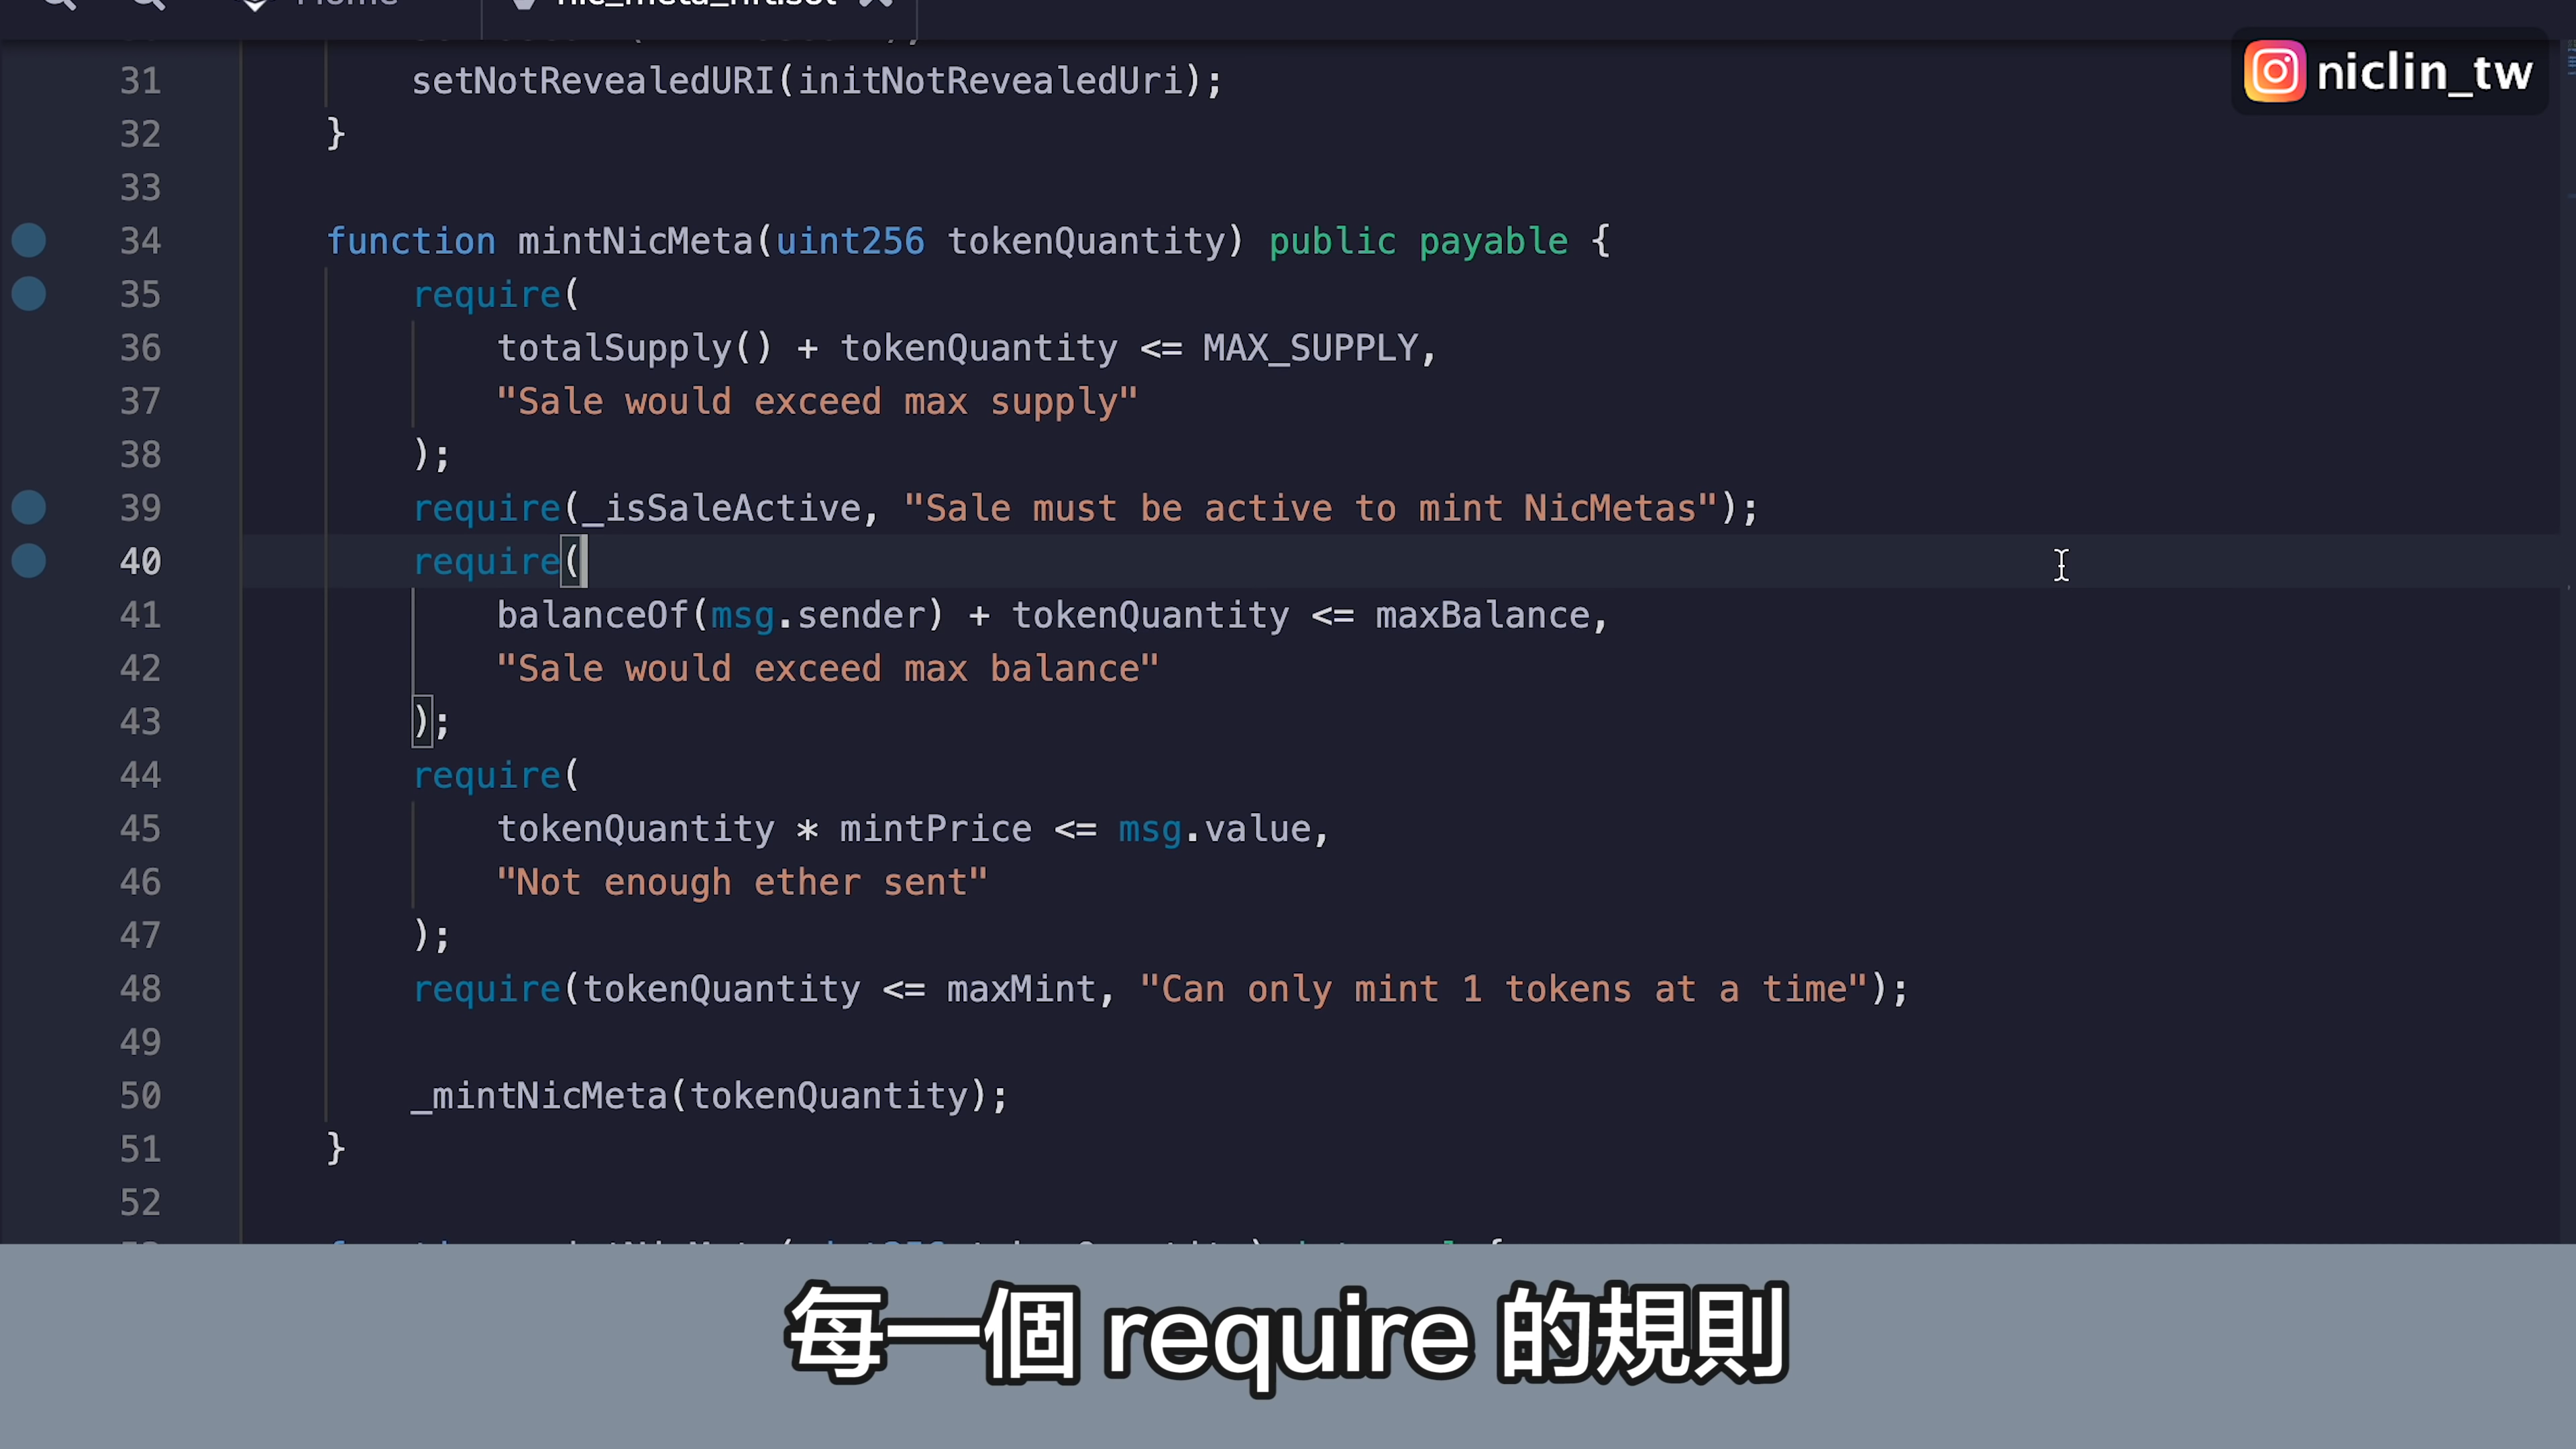 Home nic_meta_nft.sol
niclin_tw
31 setNotRevealedURI(initNotRevealedUri);
32 }
33
34 function mintNicMeta(uint256 tokenQuantity) public payable {
35 require(
36 totalSupply() + tokenQuantity <= MAX_SUPPLY,
37 "Sale would exceed max supply"
38 );
39 require(_isSaleActive, "Sale must be active to mint NicMetas");
40 require(
41 balanceOf(msg.sender) + tokenQuantity <= maxBalance,
42 "Sale would exceed max balance"
43 );
44 require(
45 tokenQuantity * mintPrice <= msg.value,
46 "Not enough ether sent"
47 );
48 require(tokenQuantity <= maxMint, "Can only mint 1 tokens at a time");
49
50 _mintNicMeta(tokenQuantity);
51 }
52
每一個 require 的規則